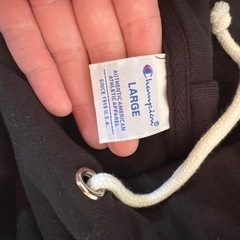 Champion
LARGE
AUTHENTIC AMERICAN
ATHLETIC APPAREL
SINCE 1919 U.S.A.